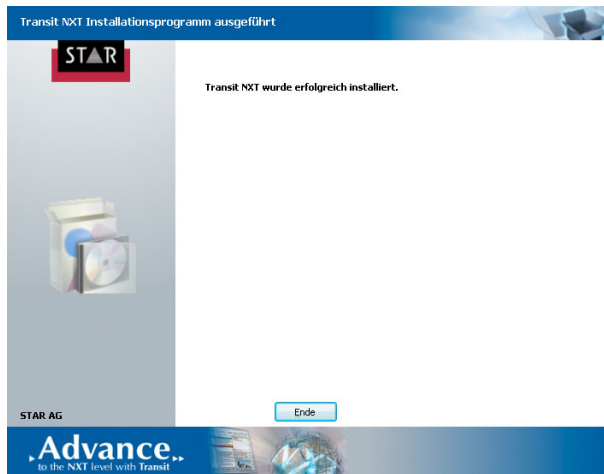 Transit NXT Installationsprogramm ausgeführt
STAR
Transit NXT wurde erfolgreich installiert.
STAR AG
Ende
Advance
to the NXT level with Transit